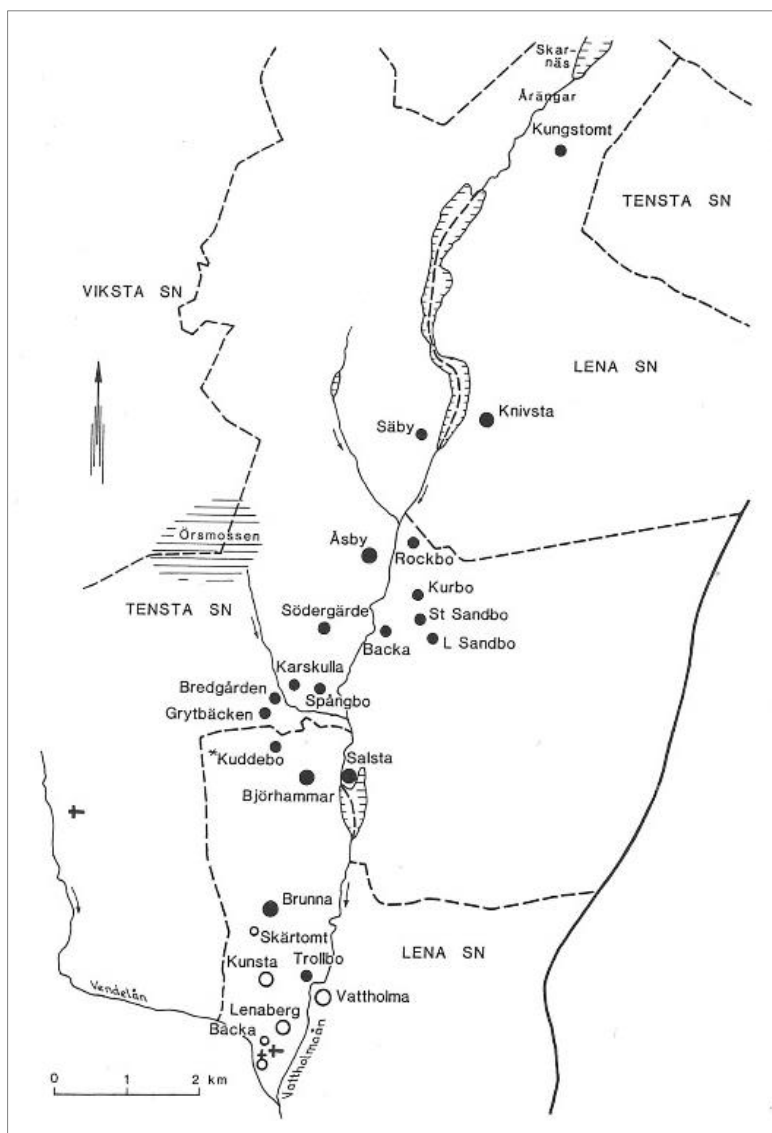 Skar-
näs
Årängar
Kungstomt
TENSTA SN
VIKSTA SN
LENA SN
Knivsta
Säby
Örsmossen
Åsby
Rockbo
Kurbo
TENSTA SN
Södergärde
St Sandbo
Backa
L Sandbo
Karskulla
Bredgården
Spångbo
Grytbäcken
*Kuddebo
Salsta
Björhammar
Brunna
Skärtomt
Kunsta
Trollbo
LENA SN
Vendelån
Vattholma
Lenaberg
Backa
Vattholmaån
0 1 2 km